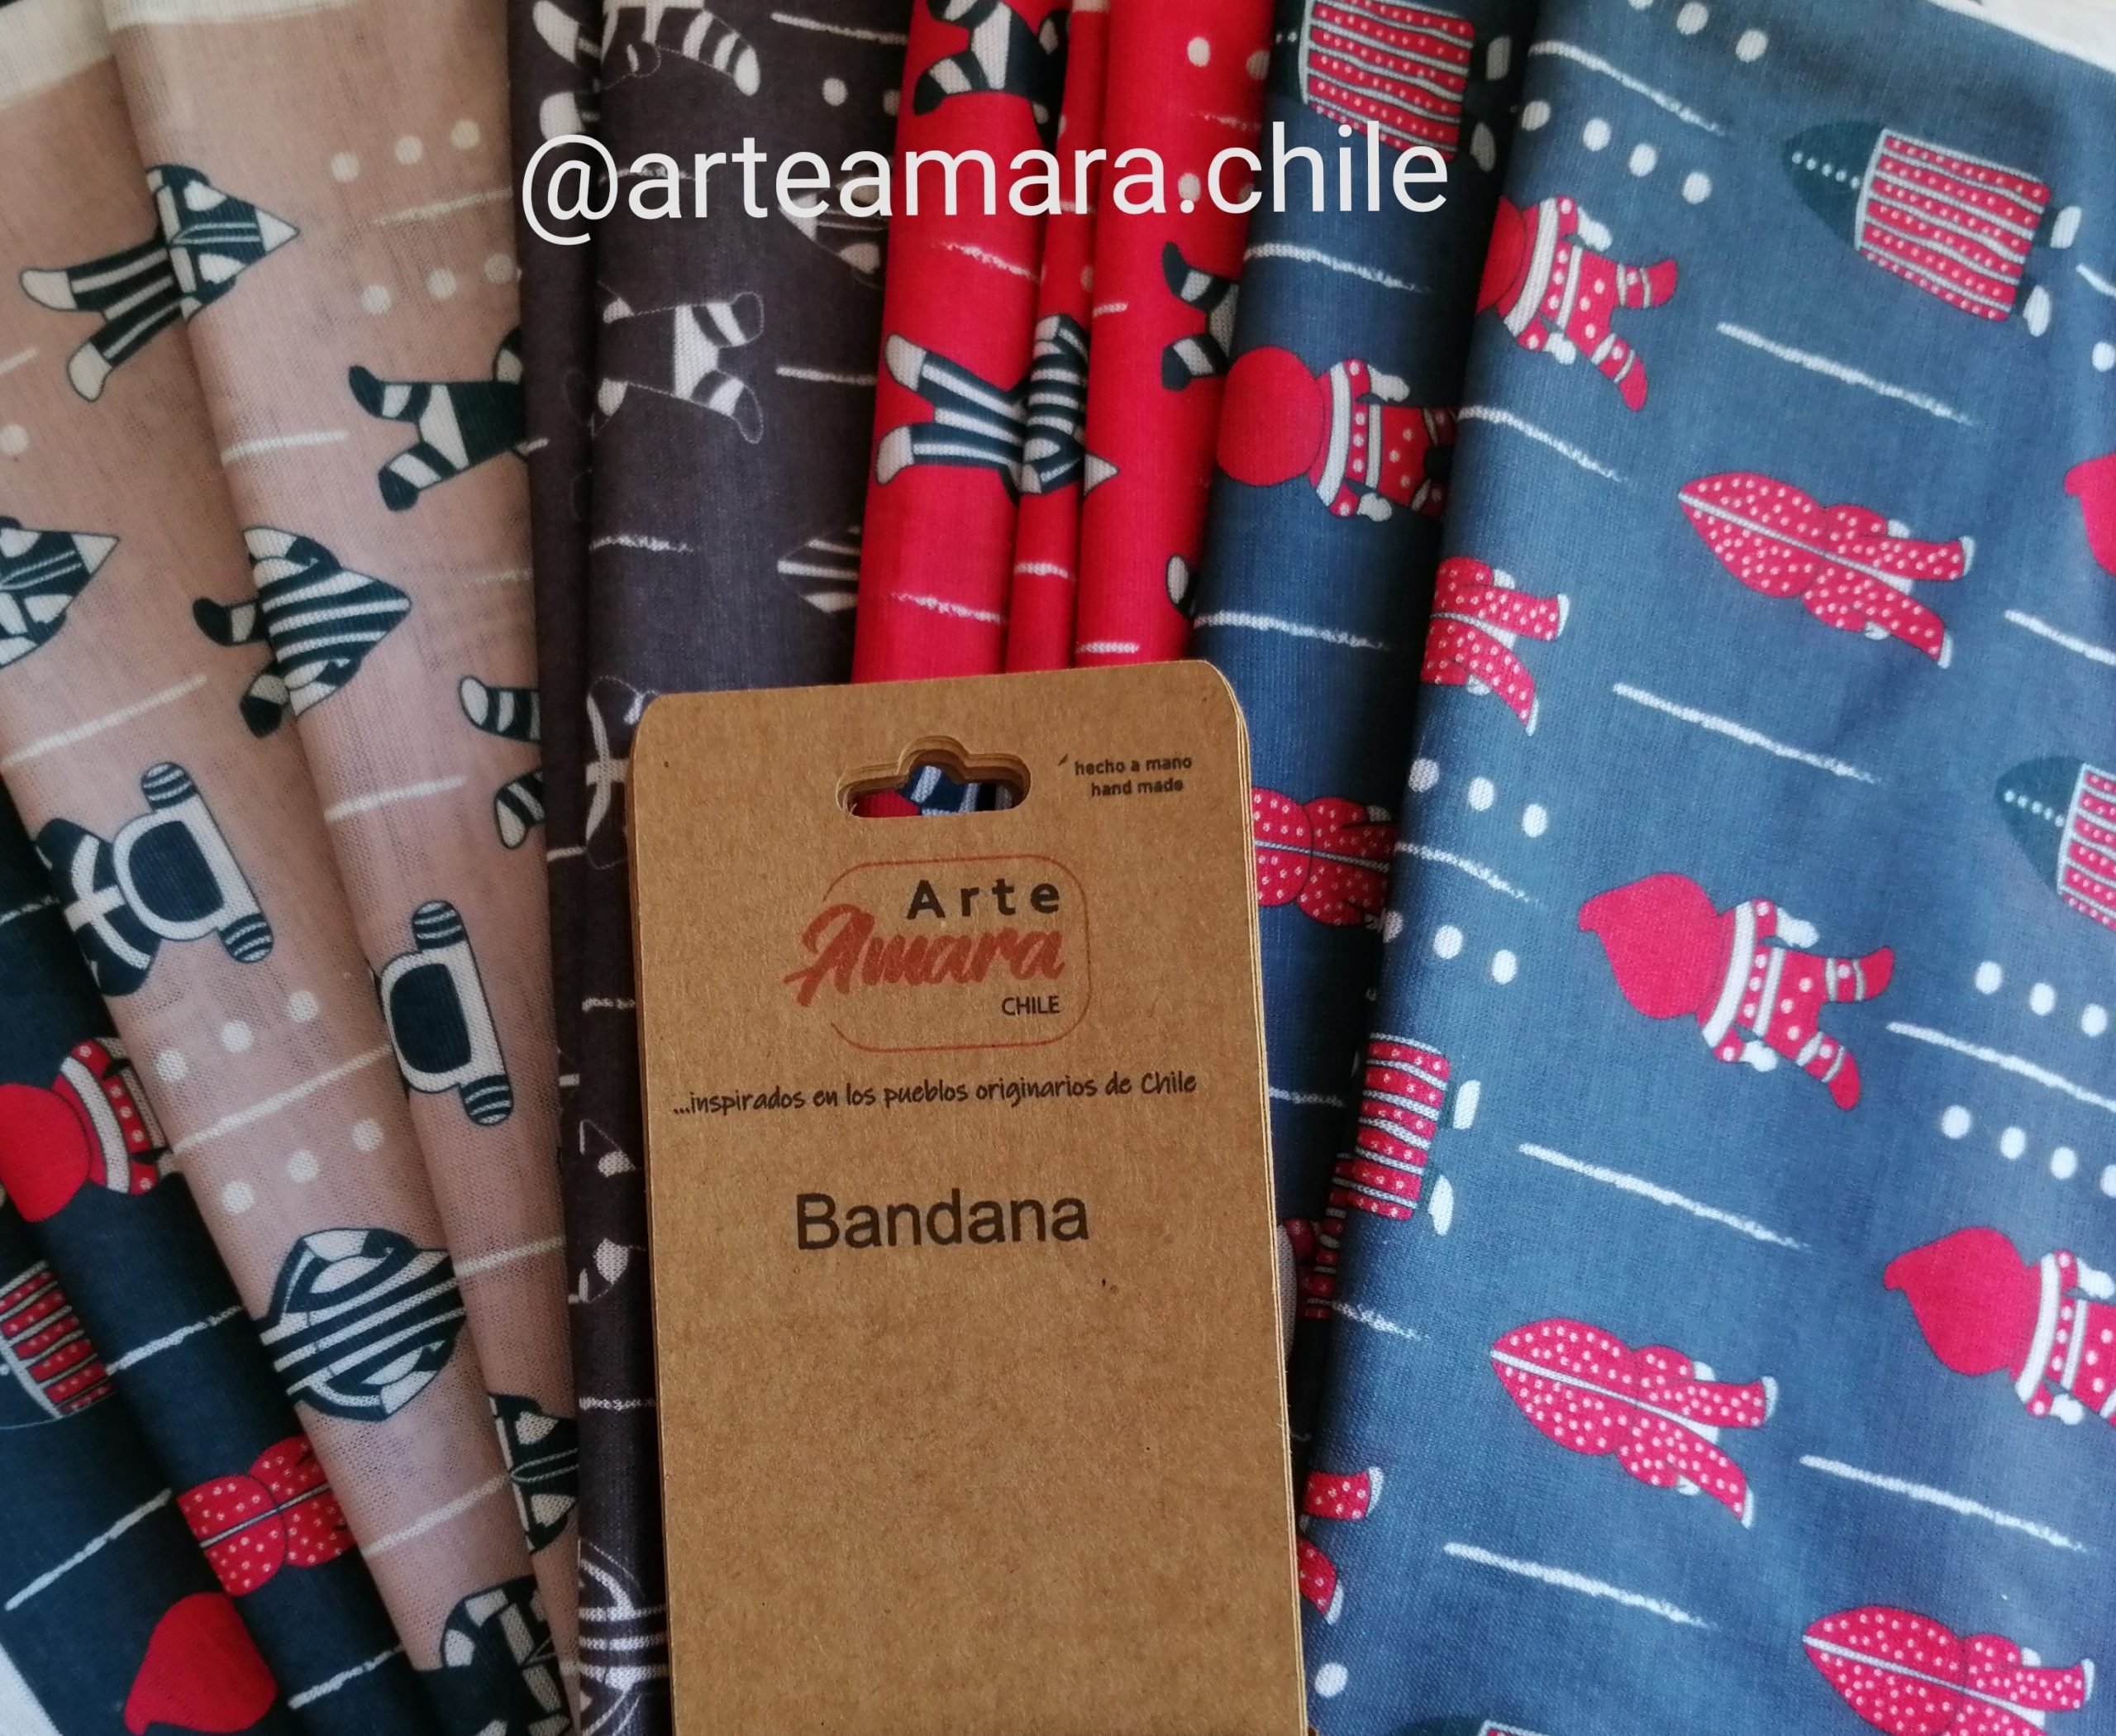 @arteamara.chile
hecho a mano
hand made
Arte
Amara
CHILE
...inspirados en los pueblos originarios de Chile
Bandana